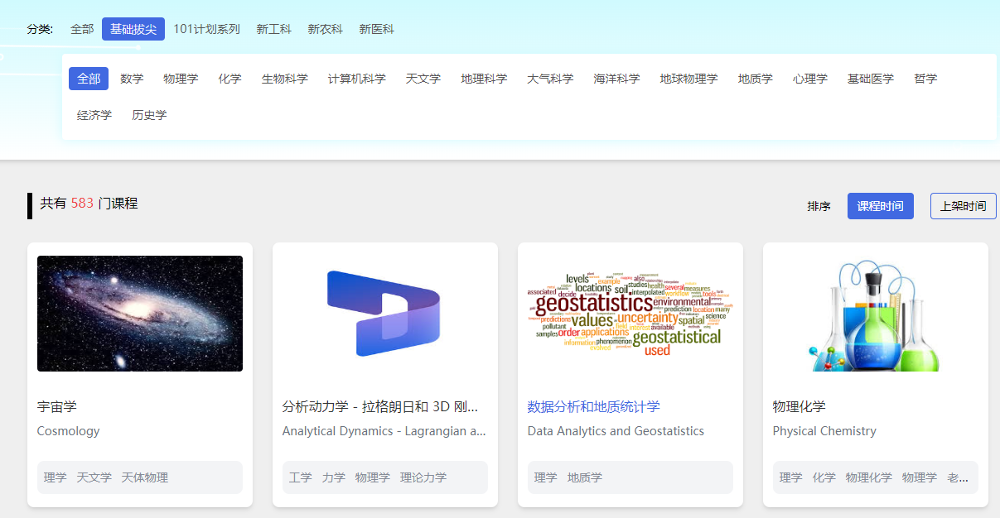 分类: 全部 基础拔尖 101计划系列 新工科 新农科 新医科
全部 数学 物理学 化学 生物科学 计算机科学 天文学 地理科学 大气科学 海洋科学 地球物理学 地质学 心理学 基础医学 哲学
经济学 历史学
共有 583 门课程
排序 课程时间 上架时间
levels
locations soil
example
also
studies
health
several
measures
associated
decide
interpolated
workflow
tools
geostatistics
environmental
prediction location many
predictions
values
uncertainty
spatial
science
pollutant
field interest available
samples
order
applications
geostatistical
information
phenomenon
evolved
used
宇宙学
Cosmology
理学 天文学 天体物理
分析动力学 - 拉格朗日和 3D 刚...
Analytical Dynamics - Lagrangian a...
工学 力学 物理学 理论力学
数据分析和地质统计学
Data Analytics and Geostatistics
理学 地质学
物理化学
Physical Chemistry
理学 化学 物理化学 物理学 老...